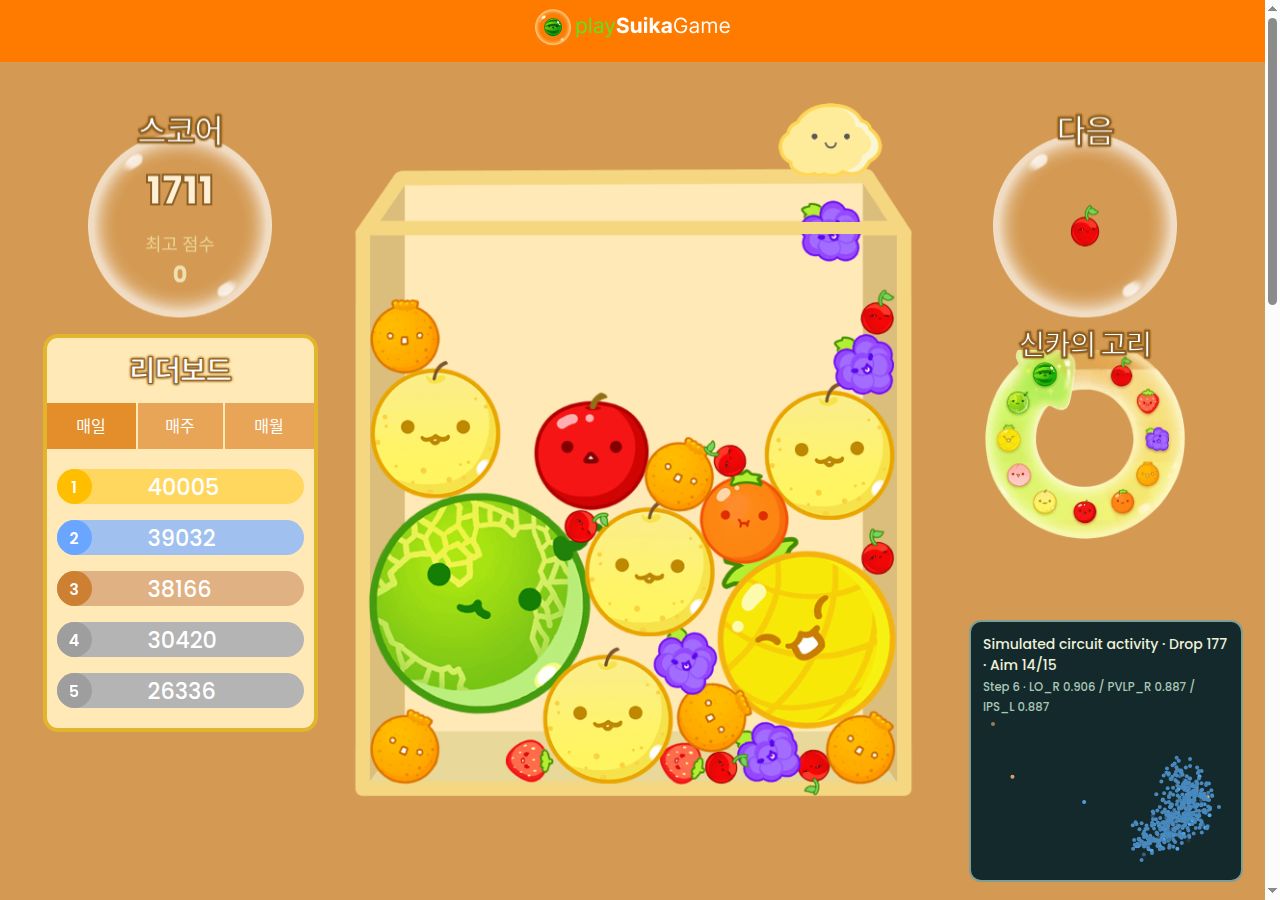 playSuikaGame
스코어
1711
최고 점수
0
다음
리더보드
매일
매주
매월
1 40005
2 39032
3 38166
4 30420
5 26336
신카의 고리
Simulated circuit activity · Drop 177
· Aim 14/15
Step 6 · LO_R 0.906 / PVLP_R 0.887 /
IPS_L 0.887